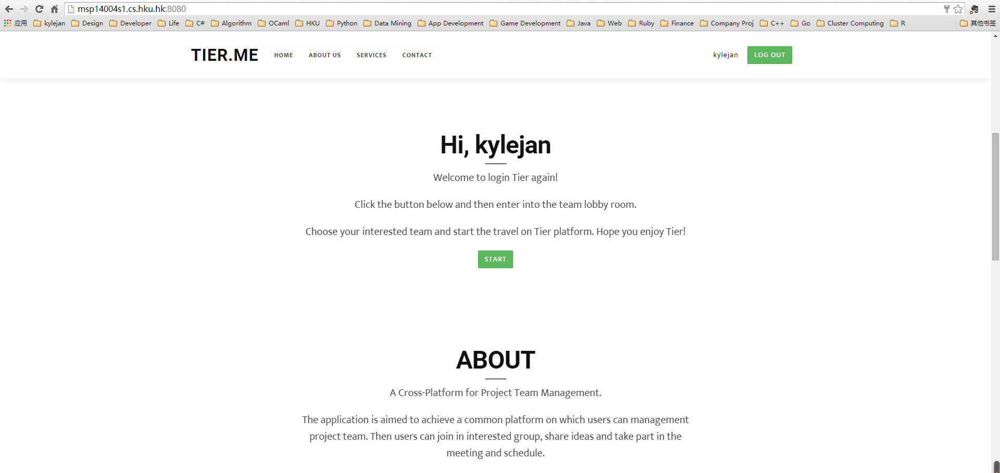 msp14004s1.cs.hku.hk:8080
应用 kylejan Design Developer Life C# Algorithm OCaml HKU Python Data Mining App Development Game Development Java Web Ruby Finance Company Proj C++ Go Cluster Computing R 其他书签
TIER.ME HOME ABOUT US SERVICES CONTACT kylejan LOG OUT
Hi, kylejan
Welcome to login Tier again!
Click the button below and then enter into the team lobby room.
Choose your interested team and start the travel on Tier platform. Hope you enjoy Tier!
START
ABOUT
A Cross-Platform for Project Team Management.
The application is aimed to achieve a common platform on which users can management
project team. Then users can join in interested group, share ideas and take part in the
meeting and schedule.